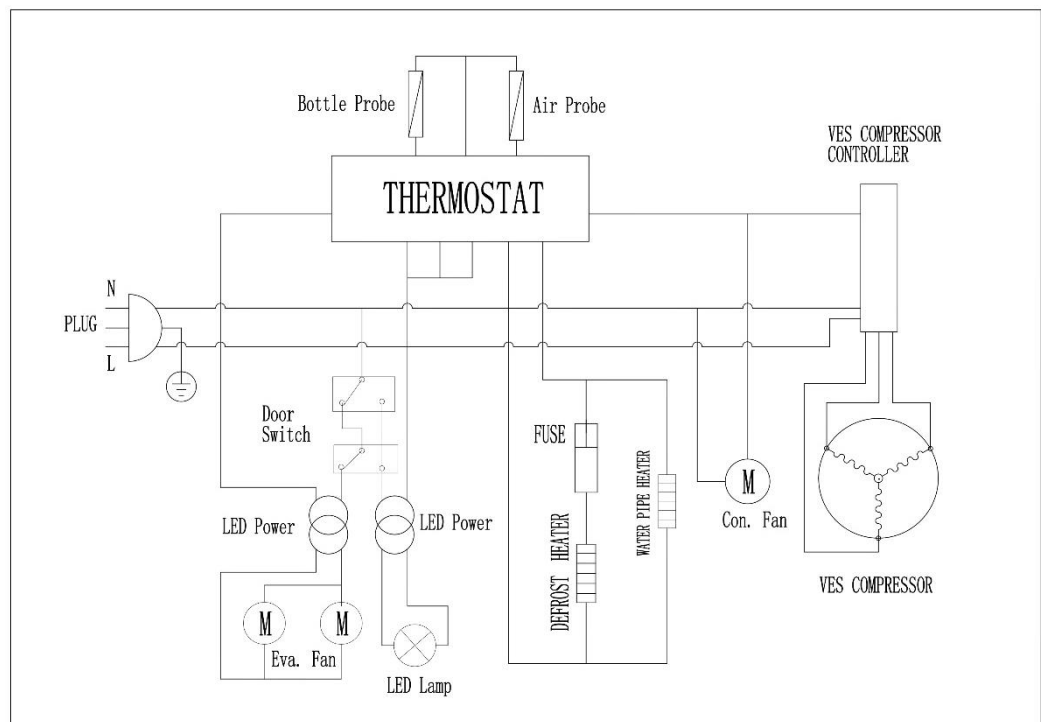 Bottle Probe
Air Probe
VES COMPRESSOR
CONTROLLER
THERMOSTAT
N
PLUG
L
Door
Switch
FUSE
WATER PIPE HEATER
M
Con. Fan
LED Power
LED Power
DEFROST HEATER
VES COMPRESSOR
M
M
Eva. Fan
LED Lamp